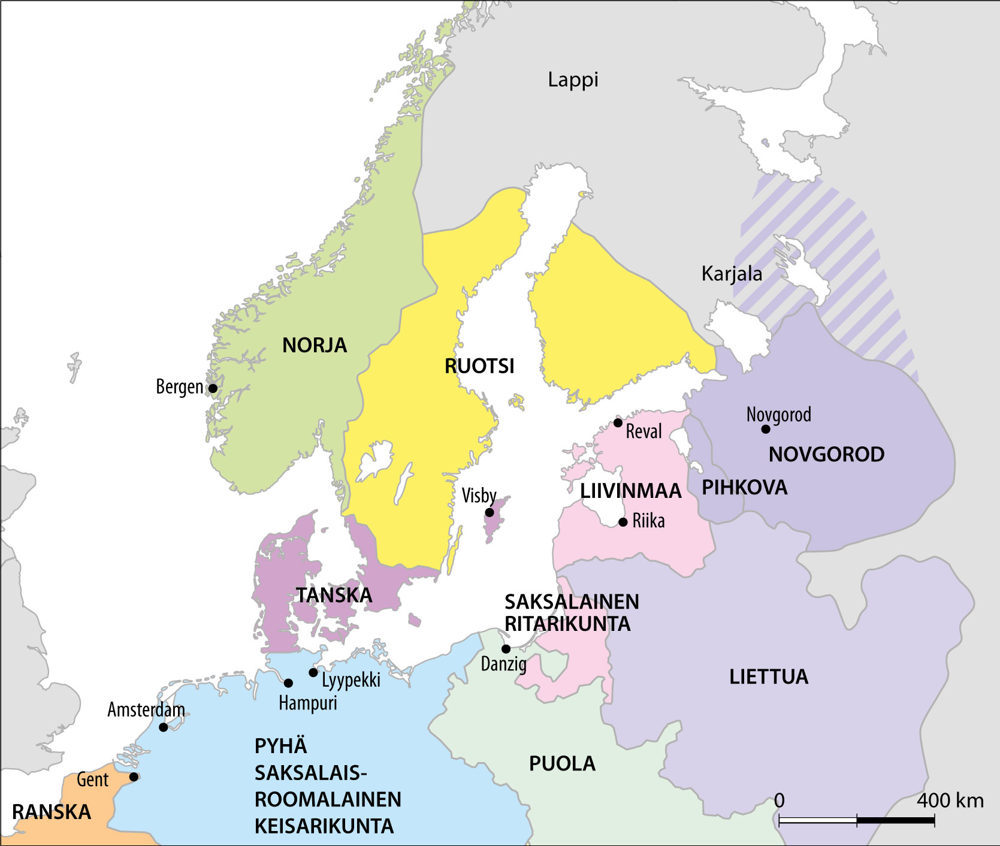 Lappi
Karjala
NORJA
RUOTSI
Bergen
Novgorod
Reval
NOVGOROD
Visby
LIIVINMAA
PIHKOVA
Riika
TANSKA
SAKSALAINEN
RITARIKUNTA
Danzig
Lyypekki
LIETTUA
Hampuri
Amsterdam
PYHÄ
SAKSALAIS-
ROOMALAINEN
KEISARIKUNTA
PUOLA
Gent
RANSKA
0 400 km